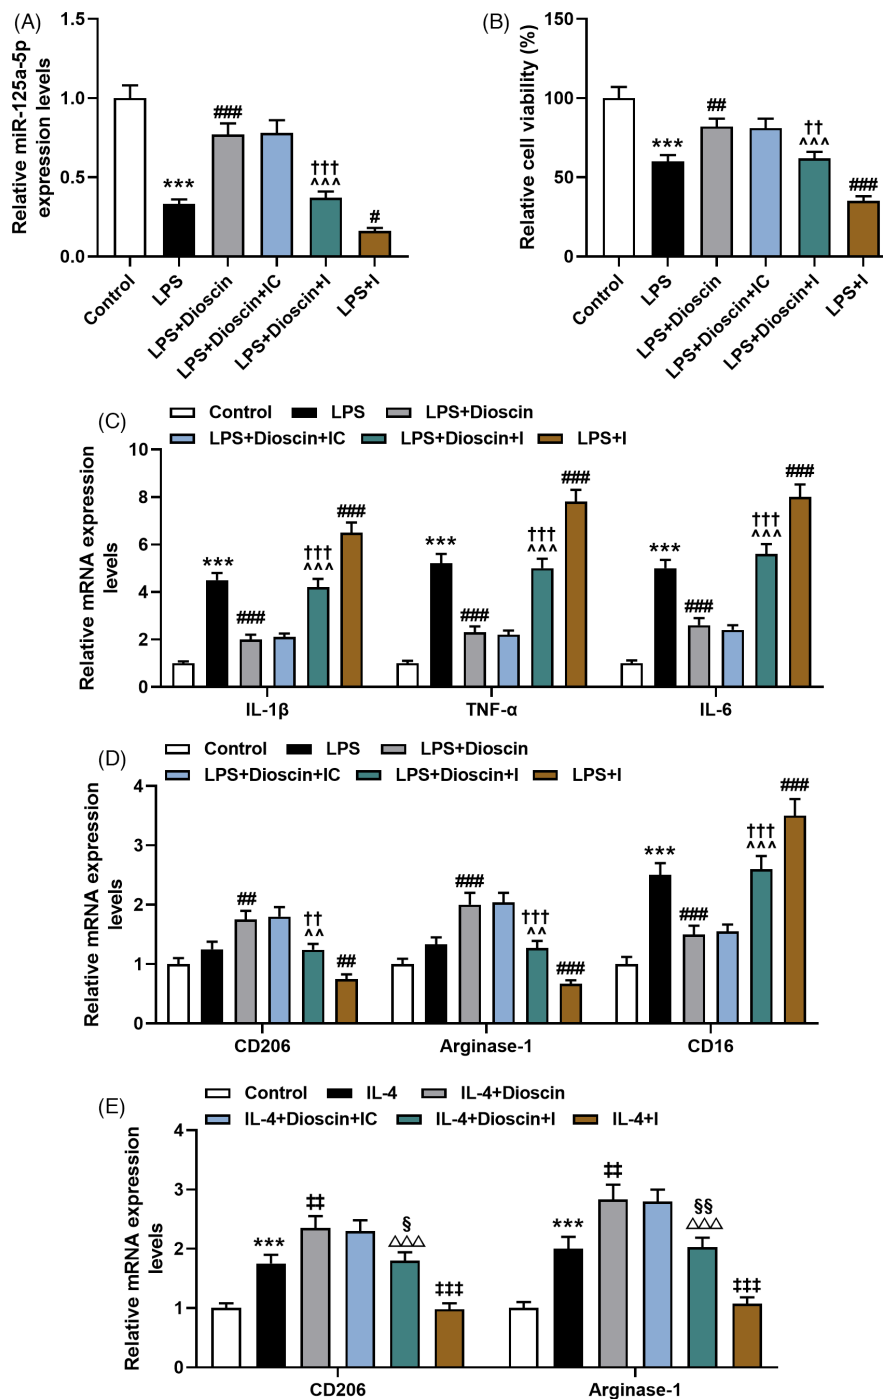 (A)
Relative miR-125a-5p
expression levels
1.5
1.0
0.5
0.0
***
###
†††
^^^
#
Control
LPS
LPS+Dioscin
LPS+Dioscin+IC
LPS+Dioscin+I
LPS+I
(B)
Relative cell viability (%)
150
100
50
0
***
##
††
^^^
###
Control
LPS
LPS+Dioscin
LPS+Dioscin+IC
LPS+Dioscin+I
LPS+I
(C)
Control LPS LPS+Dioscin
LPS+Dioscin+IC LPS+Dioscin+I LPS+I
Relative mRNA expression
levels
10
8
6
4
2
0
***
###
†††
^^^
###
***
###
†††
^^^
###
***
###
†††
^^^
###
IL-1β TNF-α IL-6
(D)
Control LPS LPS+Dioscin
LPS+Dioscin+IC LPS+Dioscin+I LPS+I
Relative mRNA expression
levels
4
3
2
1
0
##
††
^^
##
###
†††
^^
###
***
###
†††
^^^
###
CD206 Arginase-1 CD16
(E)
Control IL-4 IL-4+Dioscin
IL-4+Dioscin+IC IL-4+Dioscin+I IL-4+I
Relative mRNA expression
levels
4
3
2
1
0
***
‡‡
§
△△△
‡‡‡
***
‡‡
§§
△△△
‡‡‡
CD206 Arginase-1